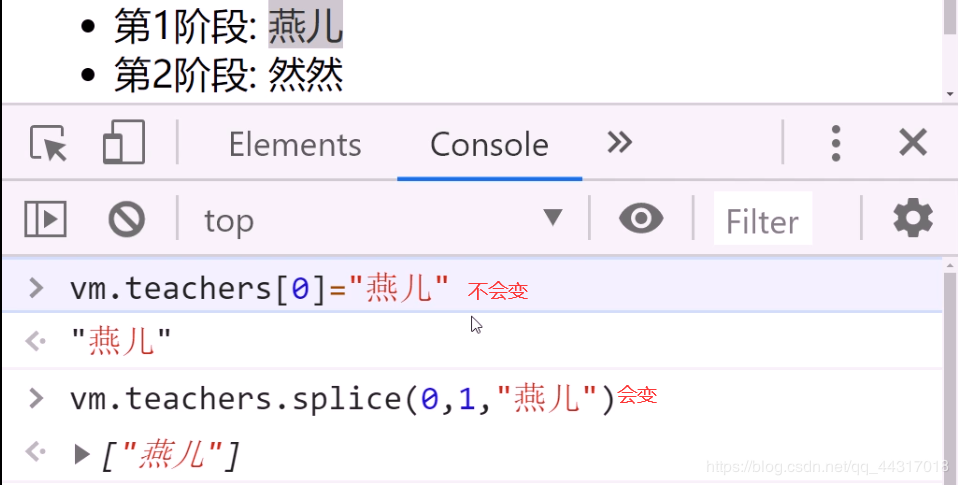 第1阶段: 燕儿
第2阶段: 然然
Elements Console
top Filter
vm.teachers[0]="燕儿" 不会变
"燕儿"
vm.teachers.splice(0,1,"燕儿") 会变
["燕儿"]
https://blog.csdn.net/qq_44317018